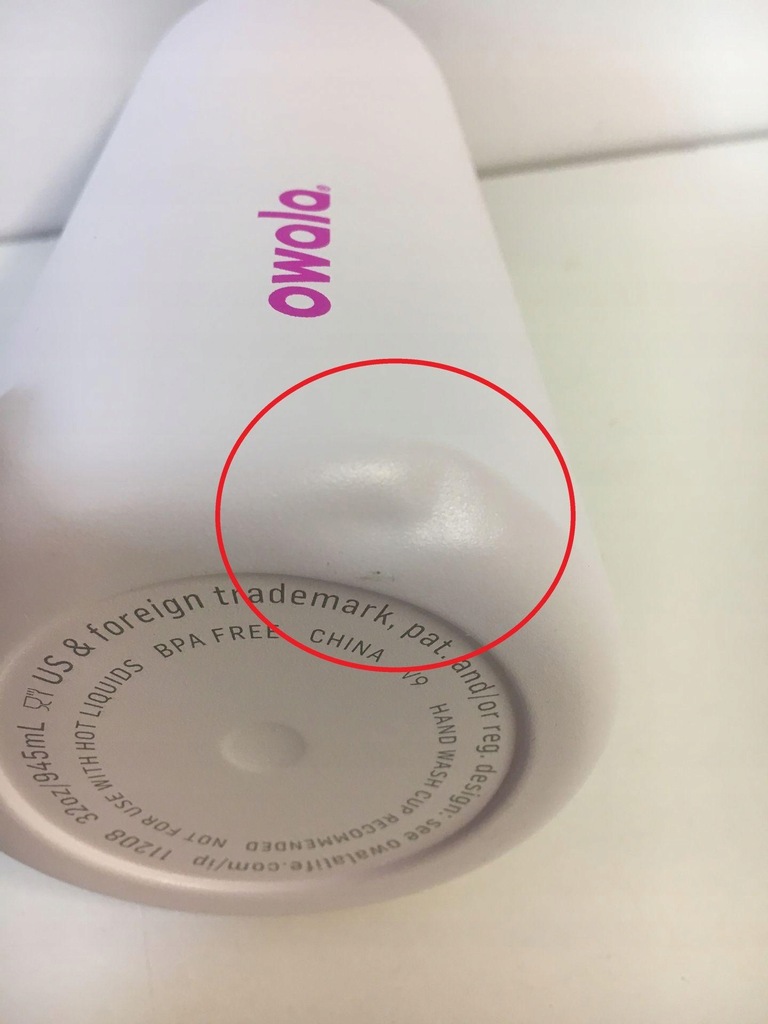 owala®
32oz/945mL US & foreign trademark, pat. and/or reg. design: see owalalife.com/ip 11208
NOT FOR USE WITH HOT LIQUIDS BPA FREE CHINA V9 HAND WASH CUP RECOMMENDED